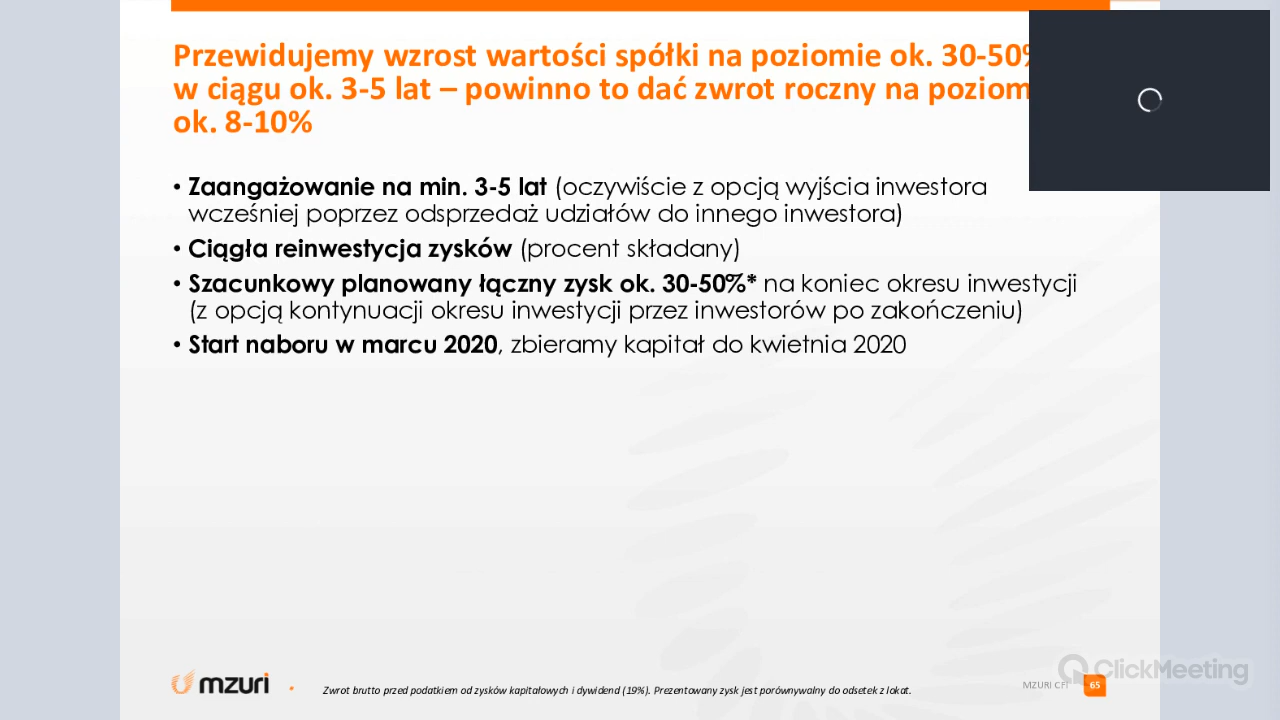 Przewidujemy wzrost wartości spółki na poziomie ok. 30-50%
w ciągu ok. 3-5 lat – powinno to dać zwrot roczny na poziom
ok. 8-10%
• Zaangażowanie na min. 3-5 lat (oczywiście z opcją wyjścia inwestora
wcześniej poprzez odsprzedaż udziałów do innego inwestora)
• Ciągła reinwestycja zysków (procent składany)
• Szacunkowy planowany łączny zysk ok. 30-50%* na koniec okresu inwestycji
(z opcją kontynuacji okresu inwestycji przez inwestorów po zakończeniu)
• Start naboru w marcu 2020, zbieramy kapitał do kwietnia 2020
mzuri
Zwrot brutto przed podatkiem od zysków kapitałowych i dywidend (19%). Prezentowany zysk jest porównywalny do odsetek z lokat.
MZURI CFI
65
ClickMeeting